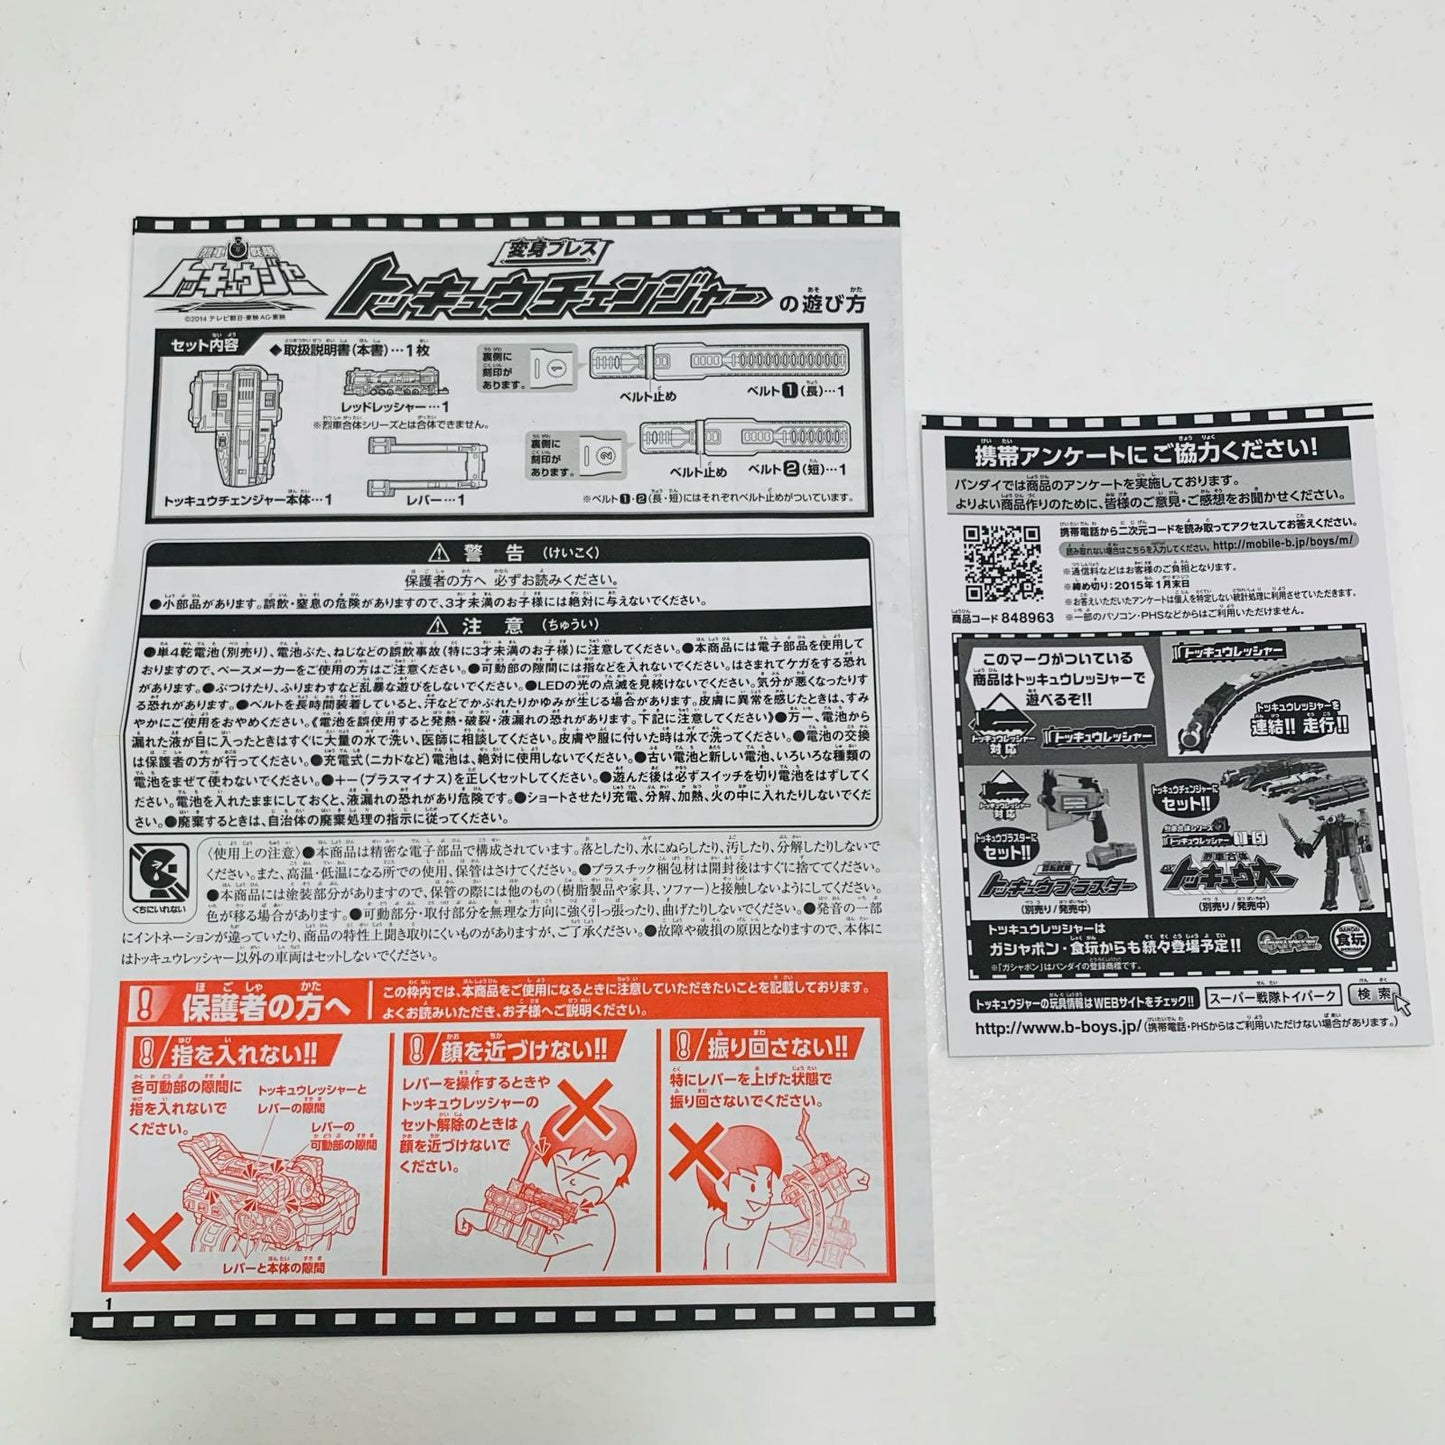 烈車戦隊
トッキュウジャー
©2014 テレビ朝日・東映AG・東映
変身ブレス
トッキュウチェンジャーの遊び方
セット内容
◆取扱説明書(本書)…1枚
トッキュウチェンジャー本体…1
レッドレッシャー…1
※烈車合体シリーズとは合体できません。
レバー…1
裏側に
刻印が
あります。
①
ベルト止め
ベルト❶(長)…1
裏側に
刻印が
あります。
②
ベルト止め
ベルト❷(短)…1
※ベルト❶・❷(長・短)にはそれぞれベルト止めがついています。
⚠ 警告 (けいこく)
保護者の方へ 必ずお読みください。
●小部品があります。誤飲・窒息の危険がありますので、3才未満のお子様には絶対に与えないでください。
⚠ 注意 (ちゅうい)
●単4乾電池(別売り)、電池ぶた、ねじなどの誤飲事故(特に3才未満のお子様)に注意してください。●本商品には電子部品を使用して
おりますので、ペースメーカーをご使用の方はご注意ください。●可動部の隙間には指などを入れないでください。はさまれてケガをする恐れ
があります。●ぶつけたり、ふりまわすなど乱暴な遊びをしないでください。●LEDの光の点滅を見続けないでください。気分が悪くなったりす
る恐れがあります。●ベルトを長時間装着していると、汗などでかぶれたりかゆみが生じる場合があります。皮膚に異常を感じたときは、すみ
やかにご使用をおやめください。《電池を誤使用すると発熱・破裂・液漏れの恐れがあります。下記に注意してください》●万一、電池から
漏れた液が目に入ったときはすぐに大量の水で洗い、医師に相談してください。皮膚や服に付いた時は水で洗ってください。●電池の交換
は保護者の方が行ってください。●充電式(ニカドなど)電池は、絶対に使用しないでください。●古い電池と新しい電池、いろいろな種類の
電池をまぜて使わないでください。●+−(プラスマイナス)を正しくセットしてください。●遊んだ後は必ずスイッチを切り電池をはずしてく
ださい。電池を入れたままにしておくと、液漏れの恐れがあり危険です。●ショートさせたり充電、分解、加熱、火の中に入れたりしないでくだ
さい。●廃棄するときは、自治体の廃棄処理の指示に従ってください。
くちにいれない
〈使用上の注意〉●本商品は精密な電子部品で構成されています。落としたり、水にぬらしたり、汚したり、分解したりしないで
ください。また、高温・低温になる所での使用、保管はさけてください。●プラスチック梱包材は開封後はすぐに捨ててください。
●本商品には塗装部分がありますので、保管の際には他のもの(樹脂製品や家具、ソファー)と接触しないようにしてください。
色が移る場合があります。●可動部分・取付部分を無理な方向に強く引っ張ったり、曲げたりしないでください。●発音の一部
にイントネーションが違っていたり、商品の特性上聞き取りにくいものがありますが、ご了承ください。●故障や破損の原因となりますので、本体に
はトッキュウレッシャー以外の車両はセットしないでください。
保護者の方へ
この枠内では、本商品をご使用になるときに注意していただきたいことを記載しております。
よくお読みいただき、お子様へご説明ください。
指を入れない!!
各可動部の隙間に
指を入れないで
ください。
トッキュウレッシャーと
レバーの隙間
レバーの
可動部の隙間
レバーと本体の隙間
顔を近づけない!!
レバーを操作するときや
トッキュウレッシャーの
セット解除のときは
顔を近づけないで
ください。
振り回さない!!
特にレバーを上げた状態で
振り回さないでください。
1
携帯アンケートにご協力ください!
バンダイでは商品のアンケートを実施しております。
よりよい商品作りのために、皆様のご意見・ご感想をお聞かせください。
携帯電話から二次元コードを読み取ってアクセスしてお答えください。
読み取れない場合はこちらを入力してください。http://mobile-b.jp/boys/m/
※通信料などはお客様のご負担となります。
※締め切り:2015年1月末日
※お答えいただいたアンケートは個人を特定しない統計処理に利用させていただきます。
商品コード 848963
※一部のパソコン・PHSなどからはご利用いただけません。
このマークがついている
商品はトッキュウレッシャーで
遊べるぞ!!
トッキュウレッシャー
対応
トッキュウレッシャー
トッキュウレッシャー
トッキュウレッシャーを
連結!! 走行!!
トッキュウレッシャー
対応
トッキュウブラスターに
セット!!
トッキュウブラスター
(別売り/発売中)
トッキュウチェンジャーに
セット!!
烈車合体シリーズ
トッキュウレッシャー
烈車合体
トッキュウオー
(別売り/発売中)
トッキュウレッシャーは
ガシャポン・食玩からも続々登場予定!!
※「ガシャポン」はバンダイの登録商標です。
ガシャポン
BANDAI
食玩
トッキュウジャーの玩具情報はWEBサイトをチェック!!
スーパー戦隊トイパーク
検索
http://www.b-boys.jp/(携帯電話・PHSからはご利用いただけない場合があります。)